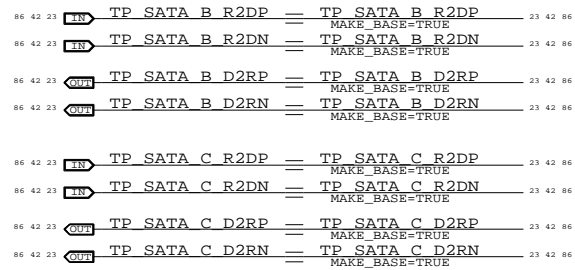 86 42 23 IN TP_SATA_B_R2DP == TP_SATA_B_R2DP 23 42 86
MAKE_BASE=TRUE
86 42 23 IN TP_SATA_B_R2DN == TP_SATA_B_R2DN 23 42 86
MAKE_BASE=TRUE
86 42 23 OUT TP_SATA_B_D2RP == TP_SATA_B_D2RP 23 42 86
MAKE_BASE=TRUE
86 42 23 OUT TP_SATA_B_D2RN == TP_SATA_B_D2RN 23 42 86
MAKE_BASE=TRUE
86 42 23 IN TP_SATA_C_R2DP == TP_SATA_C_R2DP 23 42 86
MAKE_BASE=TRUE
86 42 23 IN TP_SATA_C_R2DN == TP_SATA_C_R2DN 23 42 86
MAKE_BASE=TRUE
86 42 23 OUT TP_SATA_C_D2RP == TP_SATA_C_D2RP 23 42 86
MAKE_BASE=TRUE
86 42 23 OUT TP_SATA_C_D2RN == TP_SATA_C_D2RN 23 42 86
MAKE_BASE=TRUE